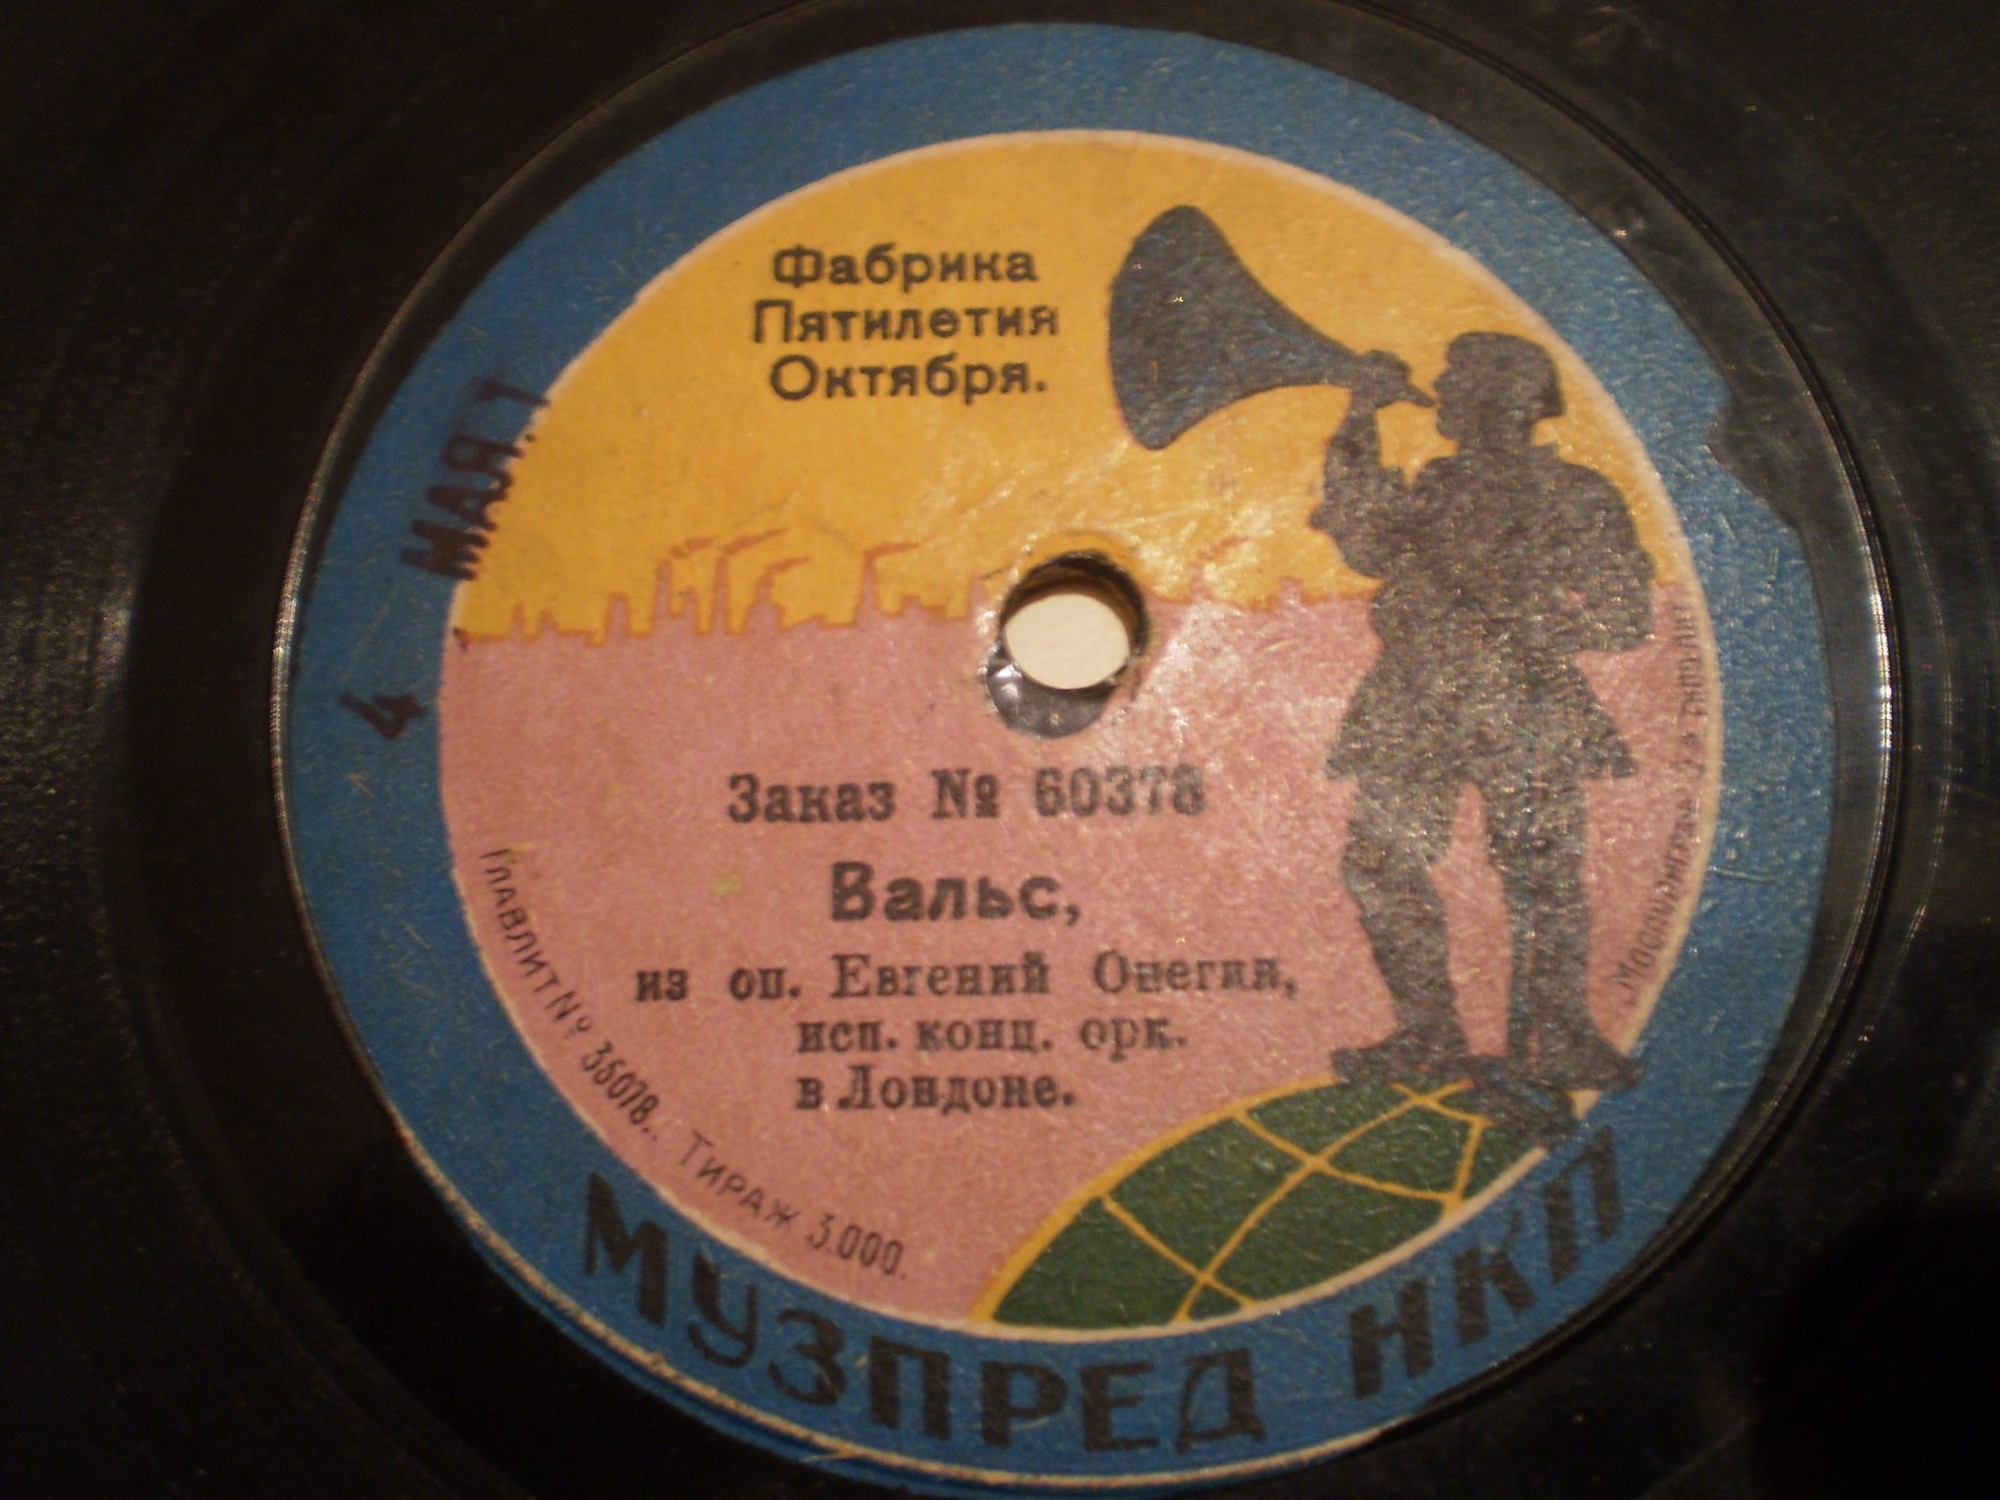 Фабрика
Пятилетия
Октября.
4 МАЯ.
Заказ № 60378
Вальс,
из оп. Евгений Онегин,
исп. конц. орк.
в Лондоне.
ГЛАВЛИТ № 35078.. ТИРАЖ 3.000.
МУЗПРЕД НКП